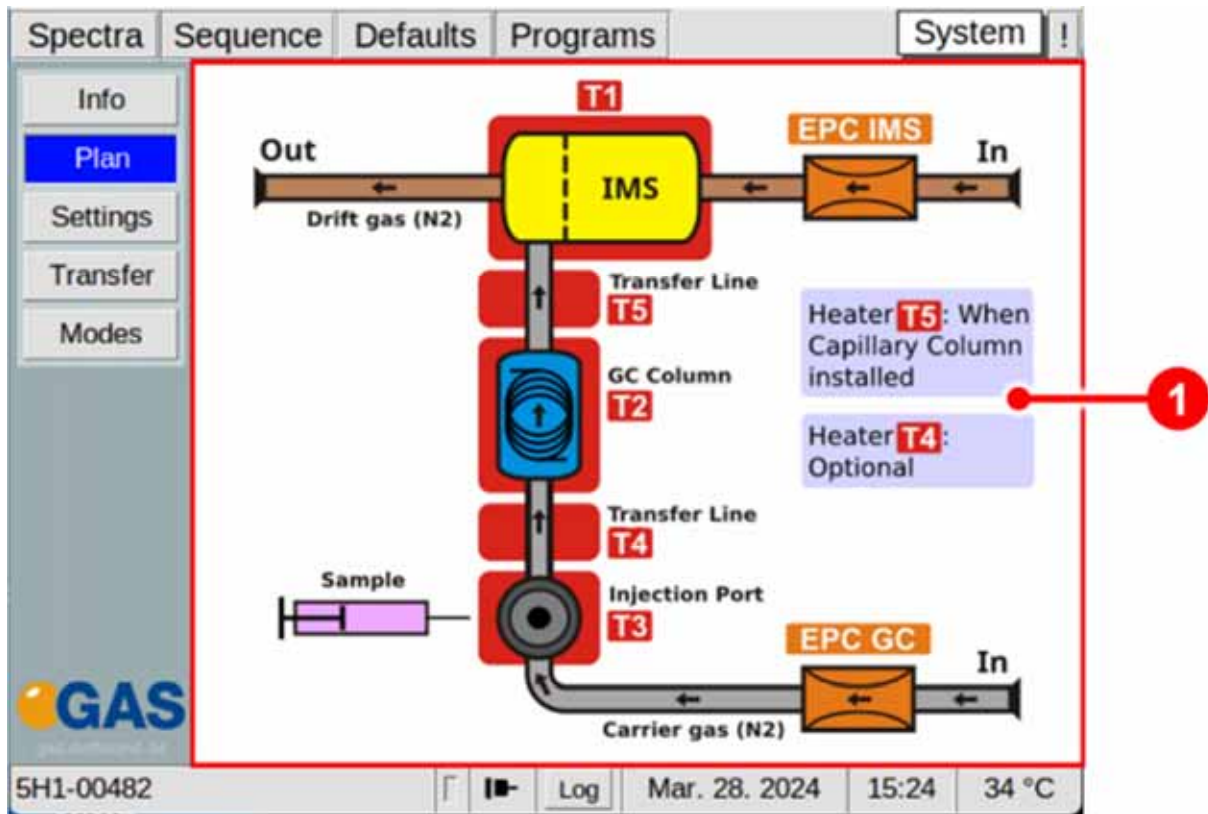 Spectra Sequence Defaults Programs System !
Info
Plan
Settings
Transfer
Modes
T1
EPC IMS
Out
In
IMS
Drift gas (N2)
Transfer Line
T5
Heater T5: When
Capillary Column
installed
1
GC Column
T2
Heater T4:
Optional
Transfer Line
T4
Sample
Injection Port
T3
EPC GC
In
Carrier gas (N2)
GAS
5H1-00482 Log Mar. 28. 2024 15:24 34 °C